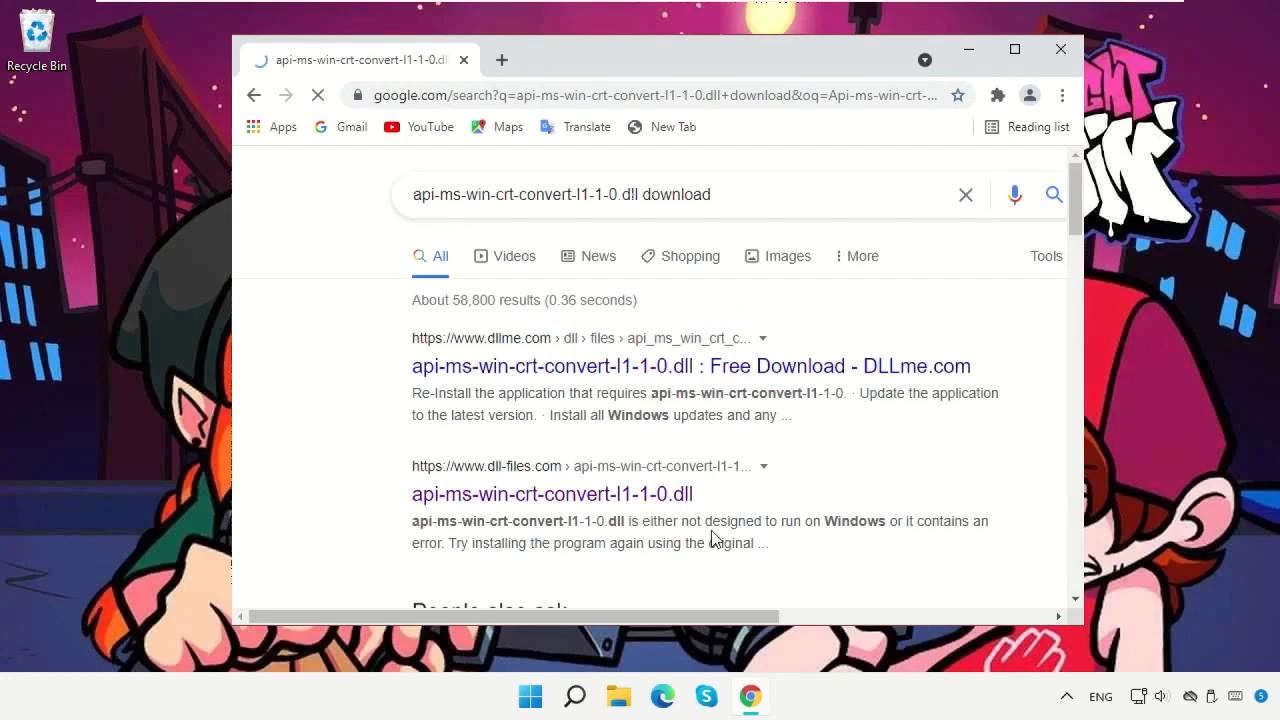 Recycle Bin
api-ms-win-crt-convert-l1-1-0.dl
google.com/search?q=api-ms-win-crt-convert-l1-1-0.dll+download&oq=Api-ms-win-crt-...
Apps Gmail YouTube Maps Translate New Tab Reading list
api-ms-win-crt-convert-l1-1-0.dll download
All Videos News Shopping Images More Tools
About 58,800 results (0.36 seconds)
https://www.dllme.com › dll › files › api_ms_win_crt_c...
api-ms-win-crt-convert-l1-1-0.dll : Free Download - DLLme.com
Re-Install the application that requires api-ms-win-crt-convert-l1-1-0. · Update the application
to the latest version. · Install all Windows updates and any ...
https://www.dll-files.com › api-ms-win-crt-convert-l1-1...
api-ms-win-crt-convert-l1-1-0.dll
api-ms-win-crt-convert-l1-1-0.dll is either not designed to run on Windows or it contains an
error. Try installing the program again using the original ...
People also ask
ENG 5